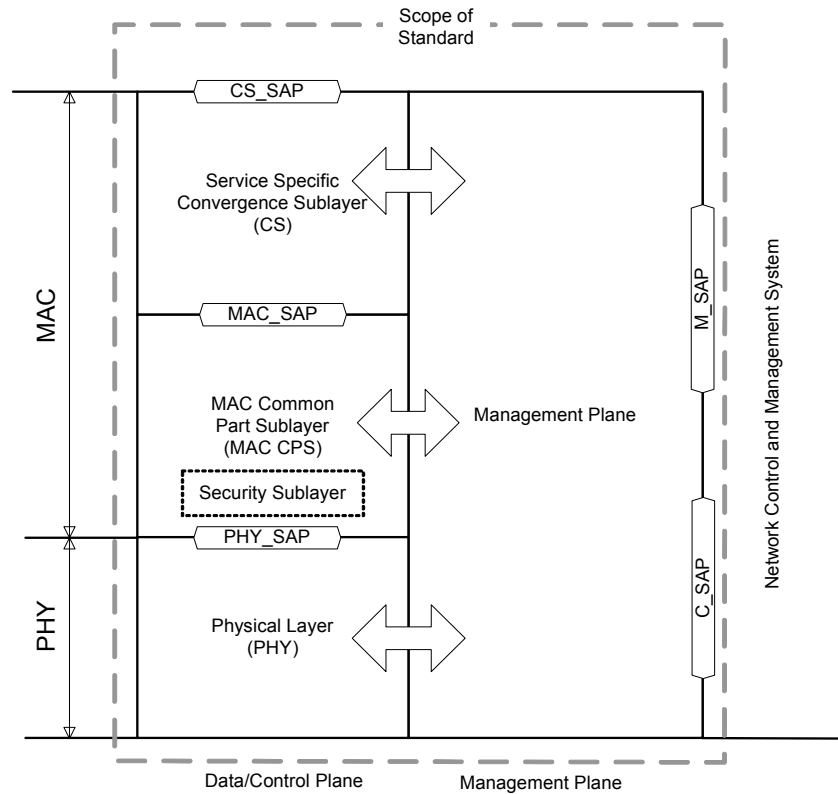 Scope of
Standard
CS_SAP
Service Specific
Convergence Sublayer
(CS)
MAC
MAC_SAP
M_SAP
Network Control and Management System
MAC Common
Part Sublayer
(MAC CPS)
Management Plane
Security Sublayer
PHY_SAP
C_SAP
PHY
Physical Layer
(PHY)
Data/Control Plane
Management Plane